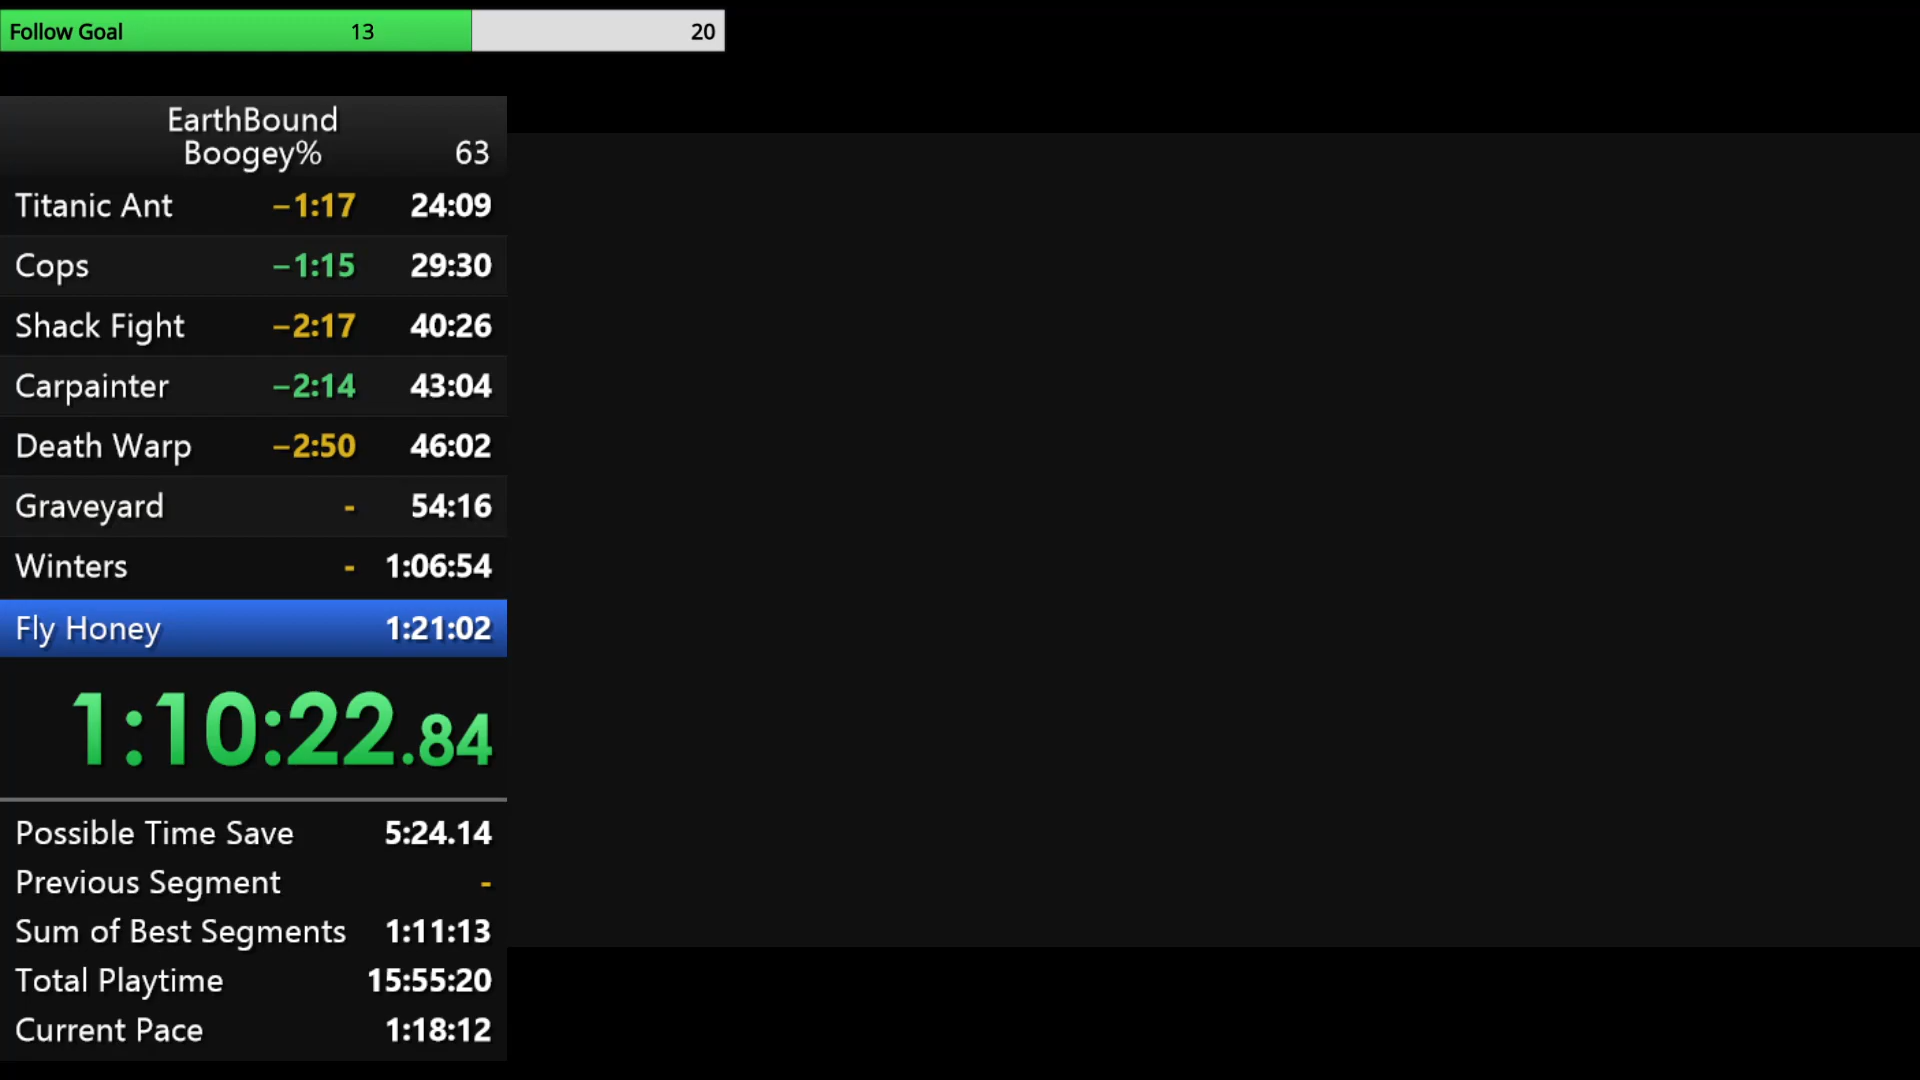 Follow Goal 13 20
EarthBound
Boogey% 63
Titanic Ant −1:17 24:09
Cops −1:15 29:30
Shack Fight −2:17 40:26
Carpainter −2:14 43:04
Death Warp −2:50 46:02
Graveyard - 54:16
Winters - 1:06:54
Fly Honey 1:21:02
1:10:22.84
Possible Time Save 5:24.14
Previous Segment -
Sum of Best Segments 1:11:13
Total Playtime 15:55:20
Current Pace 1:18:12